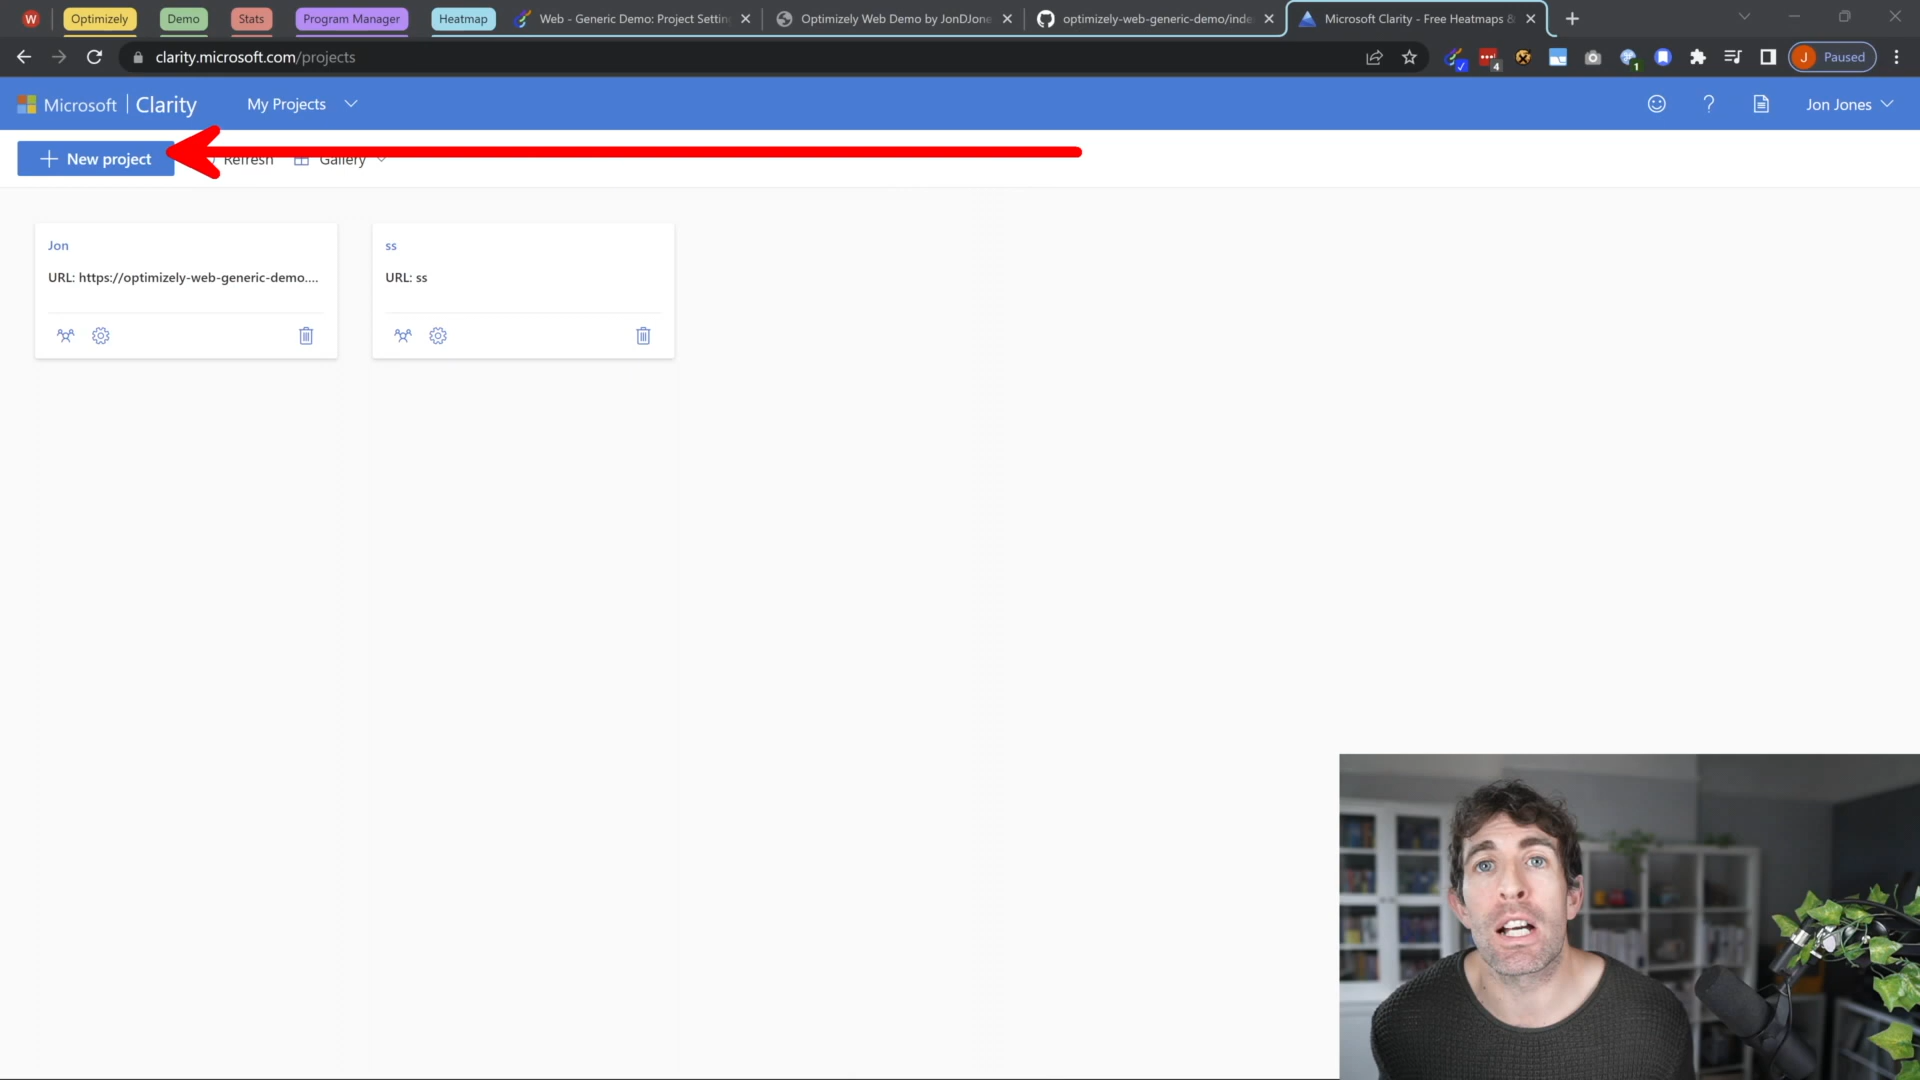 W Optimizely Demo Stats Program Manager Heatmap Web - Generic Demo: Project Settin Optimizely Web Demo by JonDJone optimizely-web-generic-demo/inde Microsoft Clarity - Free Heatmaps &
clarity.microsoft.com/projects 4 1 J Paused
Microsoft | Clarity My Projects ? Jon Jones
+ New project Refresh Gallery
Jon ss
URL: https://optimizely-web-generic-demo.... URL: ss